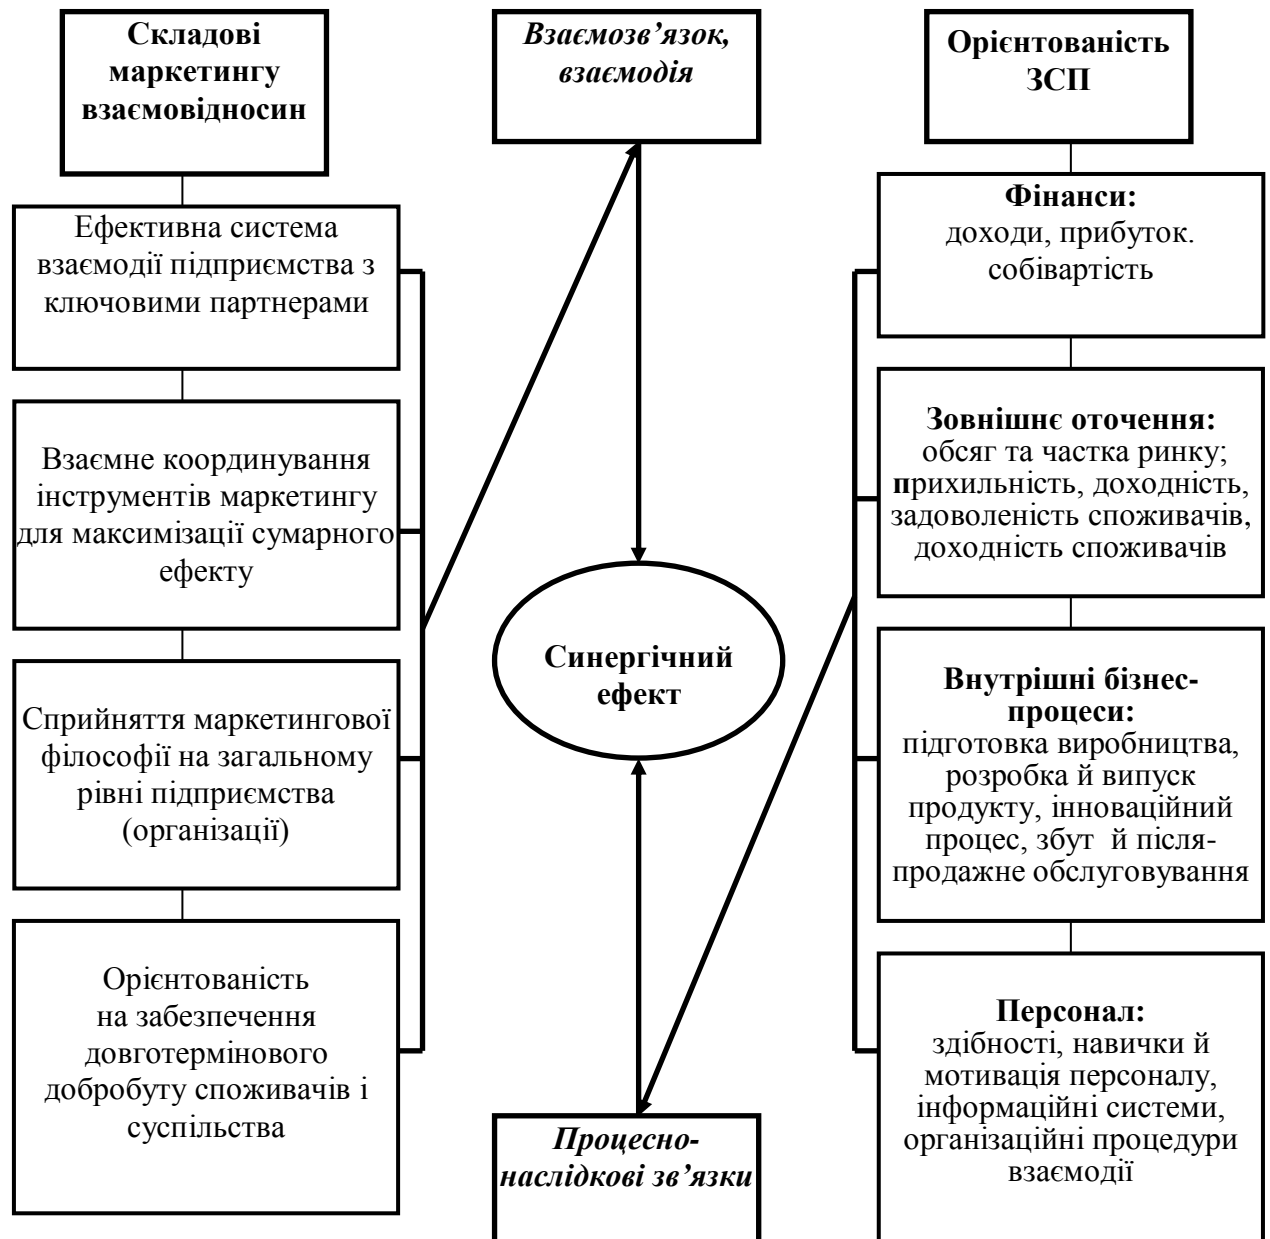 Складові
маркетингу
взаємовідносин
Ефективна система
взаємодії підприємства з
ключовими партнерами
Взаємне координування
інструментів маркетингу
для максимізації сумарного
ефекту
Сприйняття маркетингової
філософії на загальному
рівні підприємства
(організації)
Орієнтованість
на забезпечення
довготермінового
добробуту споживачів і
суспільства
Взаємозв’язок,
взаємодія
Синергічний
ефект
Процесно-
наслідкові зв’язки
Орієнтованість
ЗСП
Фінанси:
доходи, прибуток.
собівартість
Зовнішнє оточення:
обсяг та частка ринку;
прихильність, доходність,
задоволеність споживачів,
доходність споживачів
Внутрішні бізнес-
процеси:
підготовка виробництва,
розробка й випуск
продукту, інноваційний
процес, збут й після-
продажне обслуговування
Персонал:
здібності, навички й
мотивація персоналу,
інформаційні системи,
організаційні процедури
взаємодії